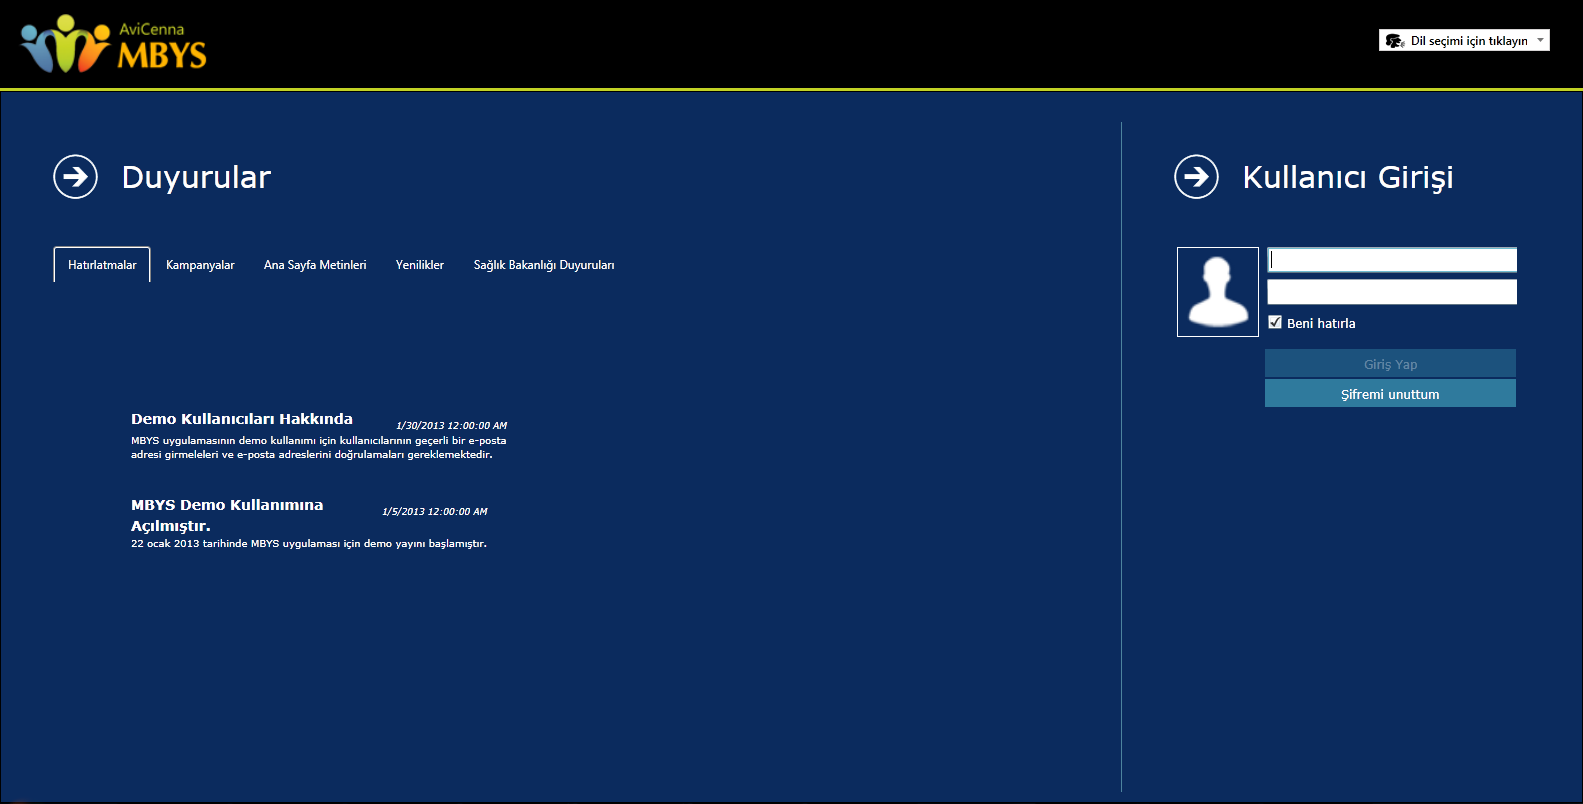 AviCenna
MBYS
Dil seçimi için tıklayın
Duyurular
Hatırlatmalar
Kampanyalar
Ana Sayfa Metinleri
Yenilikler
Sağlık Bakanlığı Duyuruları
Demo Kullanıcıları Hakkında
1/30/2013 12:00:00 AM
MBYS uygulamasının demo kullanımı için kullanıcılarının geçerli bir e-posta
adresi girmeleleri ve e-posta adreslerini doğrulamaları gereklemektedir.
MBYS Demo Kullanımına
Açılmıştır.
1/5/2013 12:00:00 AM
22 ocak 2013 tarihinde MBYS uygulaması için demo yayını başlamıştır.
Kullanıcı Girişi
Beni hatırla
Giriş Yap
Şifremi unuttum